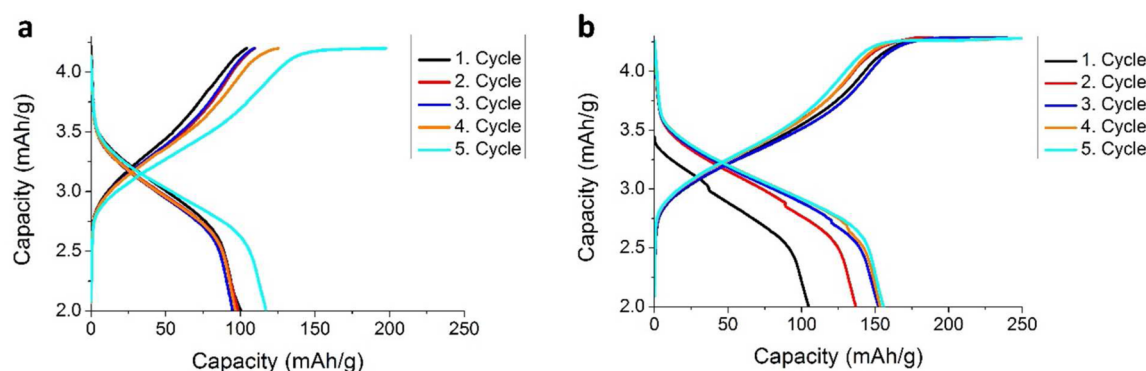 a
Capacity (mAh/g)
4.0
3.5
3.0
2.5
2.0
0 50 100 150 200 250
Capacity (mAh/g)
1. Cycle
2. Cycle
3. Cycle
4. Cycle
5. Cycle
b
Capacity (mAh/g)
4.0
3.5
3.0
2.5
2.0
0 50 100 150 200 250
Capacity (mAh/g)
1. Cycle
2. Cycle
3. Cycle
4. Cycle
5. Cycle